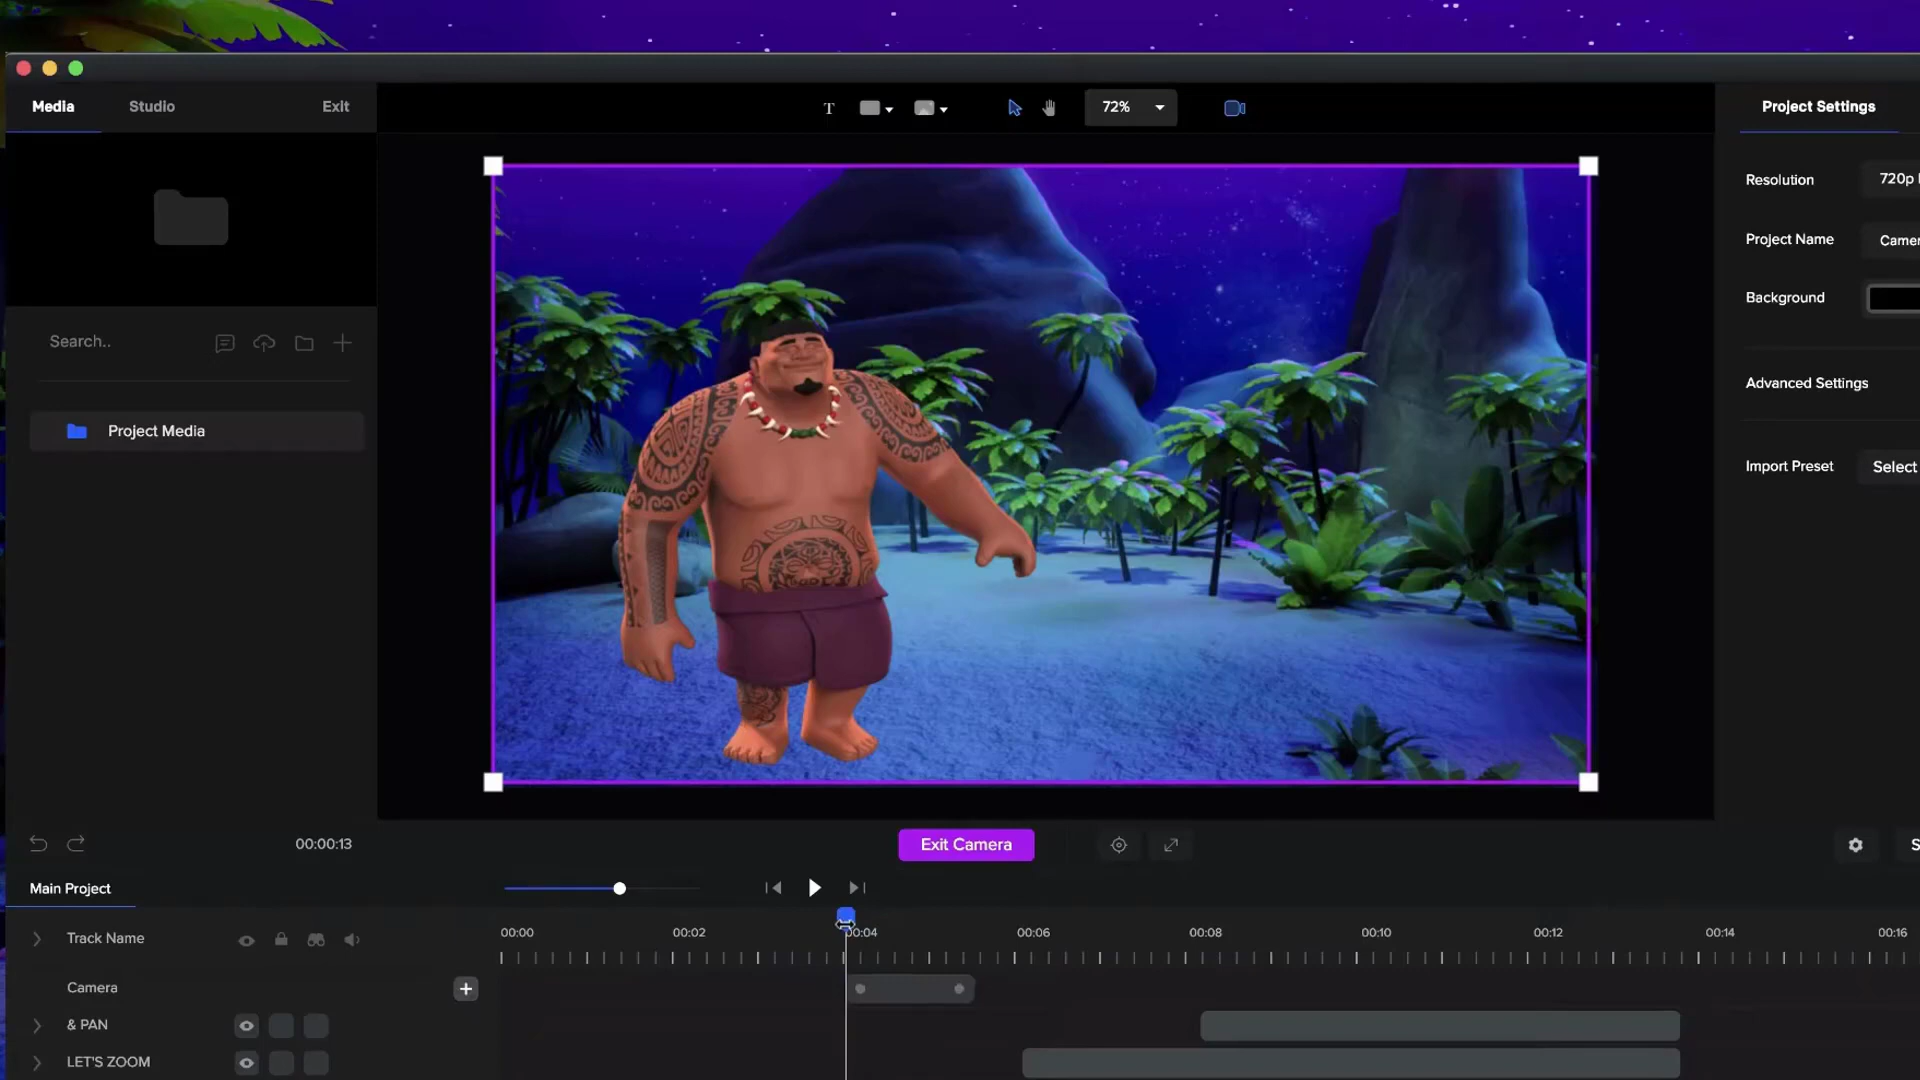 Media
Studio
Exit
T
72%
Project Settings
Resolution
720p
Project Name
Camer
Background
Search..
Advanced Settings
Project Media
Import Preset
Select
00:00:13
Exit Camera
S
Main Project
Track Name
00:00
00:02
00:04
00:06
00:08
00:10
00:12
00:14
00:16
Camera
& PAN
LET'S ZOOM